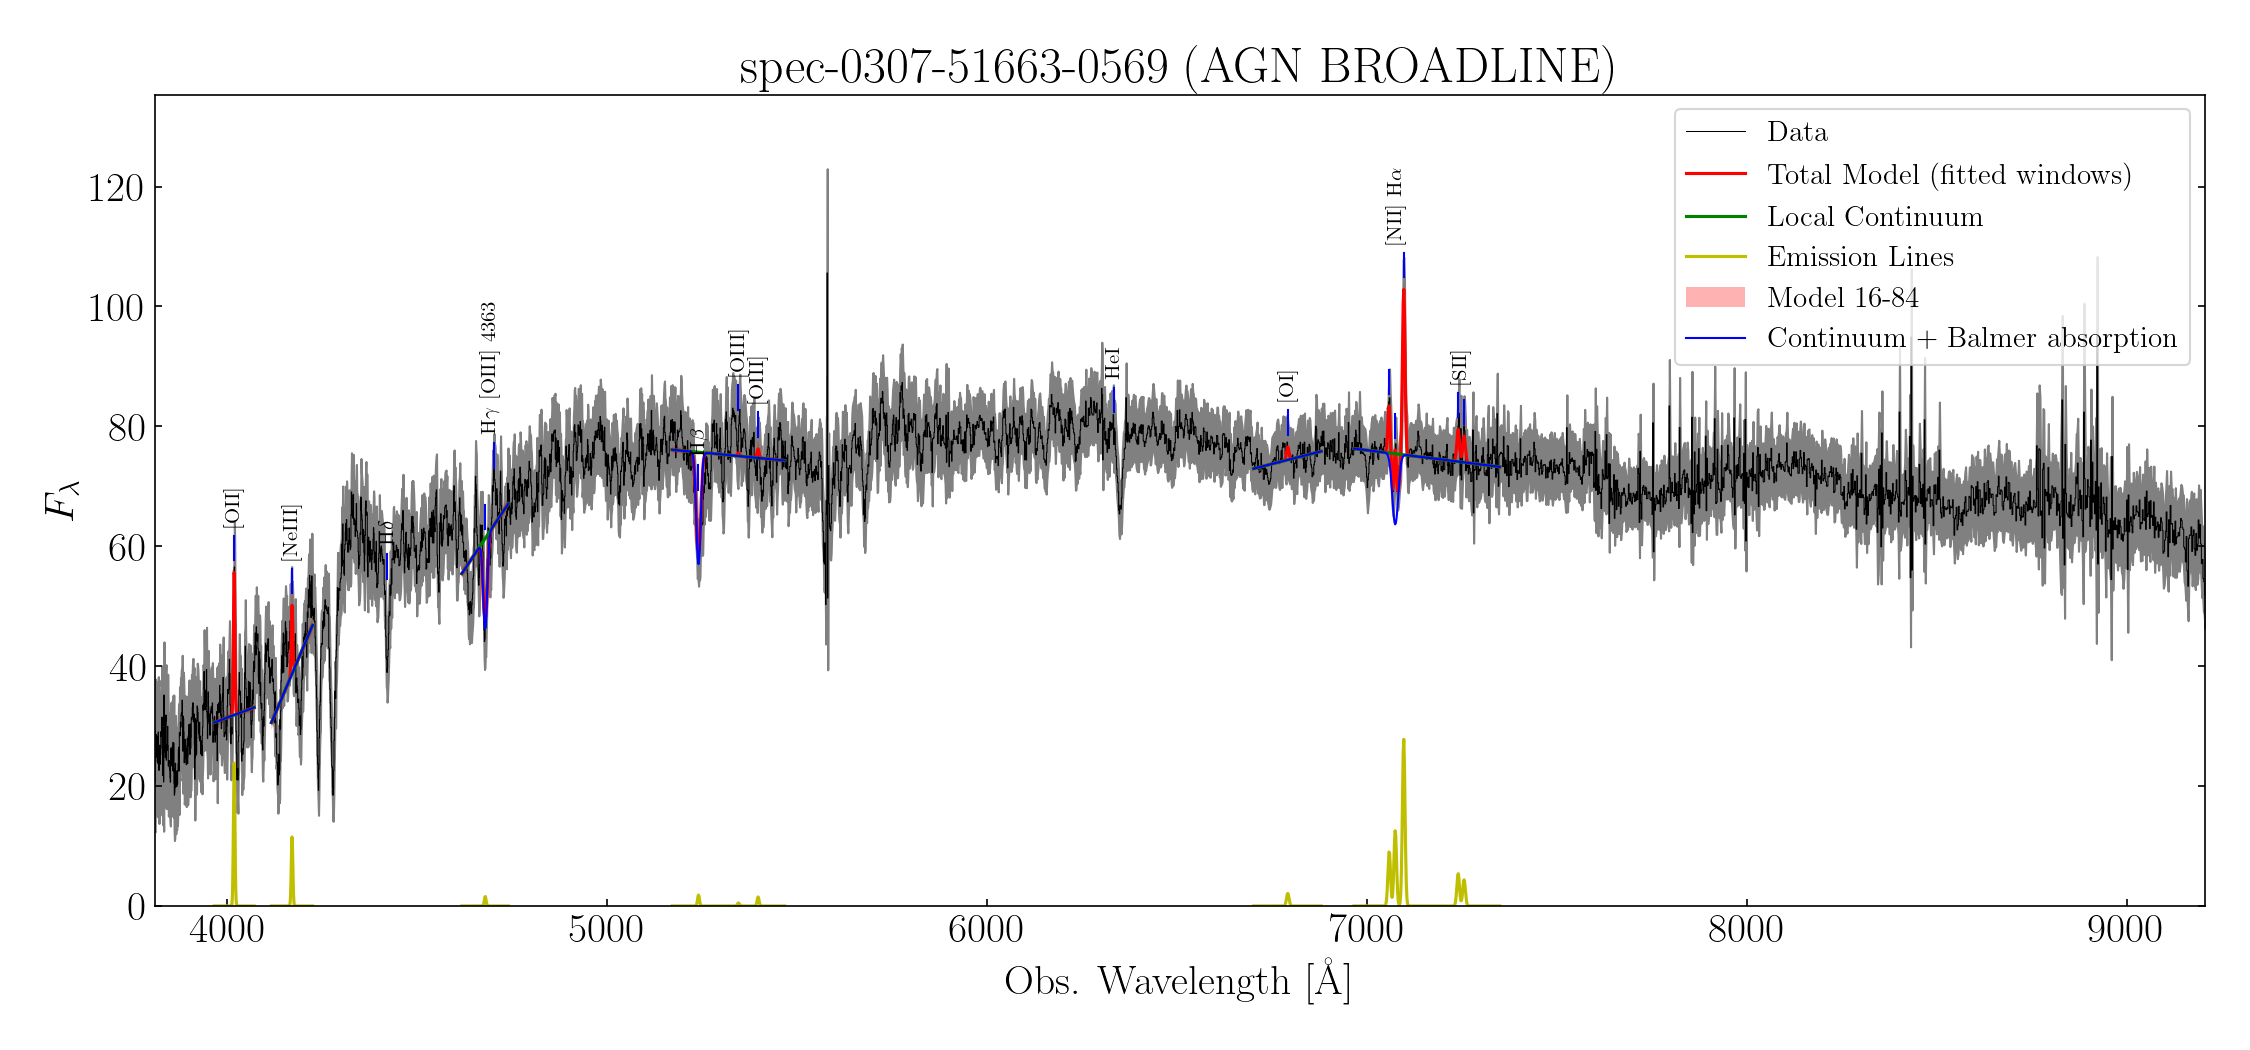 spec-0307-51663-0569 (AGN BROADLINE)
Data
Total Model (fitted windows)
Local Continuum
Emission Lines
Model 16-84
Continuum + Balmer absorption
[OII]
[NeIII]
Hδ
Hγ [OIII] 4363
Hβ
[OIII]
[OIII]
HeI
[OI]
[NII] Hα
[SII]
120
100
80
60
40
20
0
F_λ
4000 5000 6000 7000 8000 9000
Obs. Wavelength [Å]